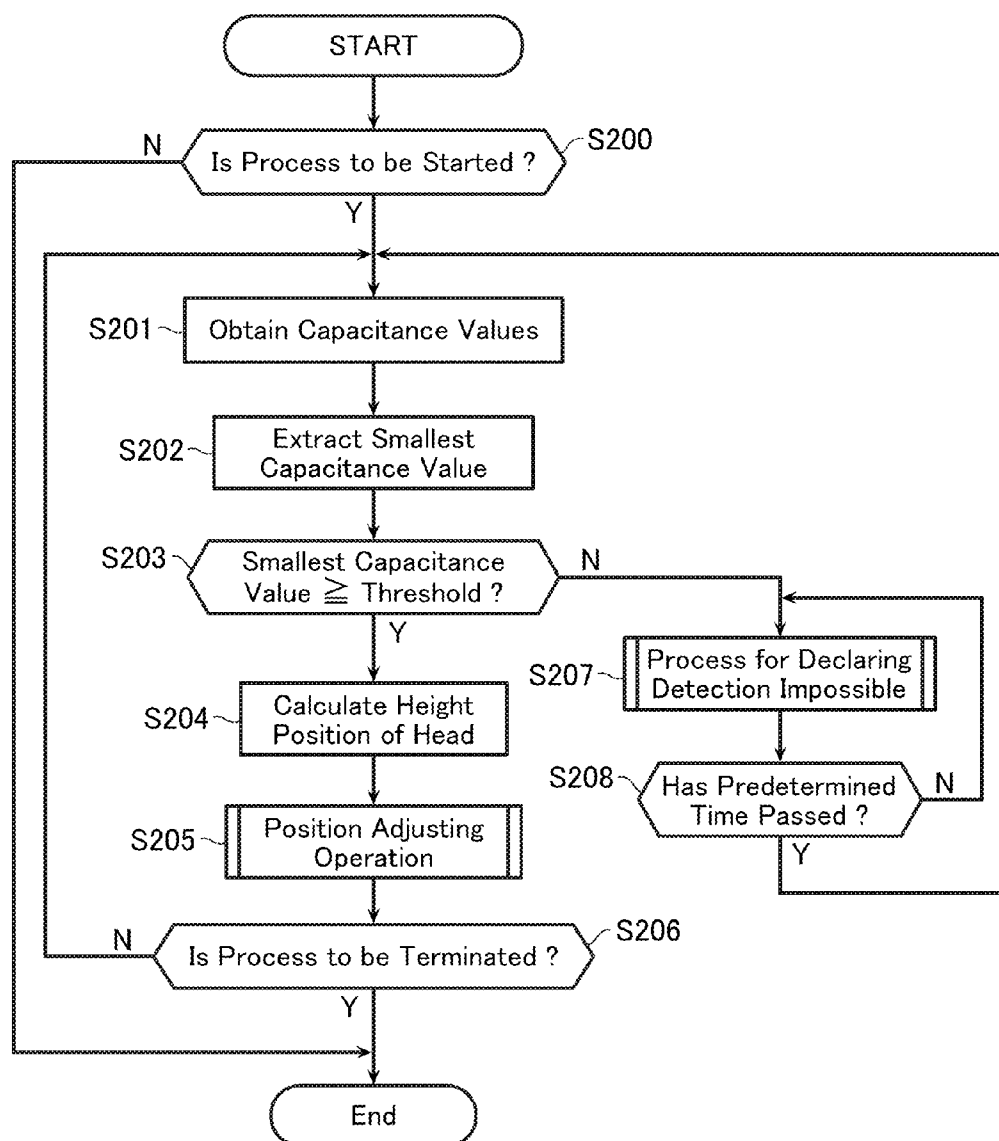 START
N
S200
Is Process to be Started ?
Y
S201
Obtain Capacitance Values
S202
Extract Smallest
Capacitance Value
S203
Smallest Capacitance
Value ≧ Threshold ?
N
Y
S204
Calculate Height
Position of Head
S205
Position Adjusting
Operation
S207
Process for Declaring
Detection Impossible
S208
Has Predetermined
Time Passed ?
N
Y
N
S206
Is Process to be Terminated ?
Y
End